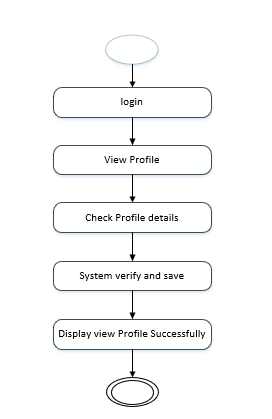 login
View Profile
Check Profile details
System verify and save
Display view Profile Successfully